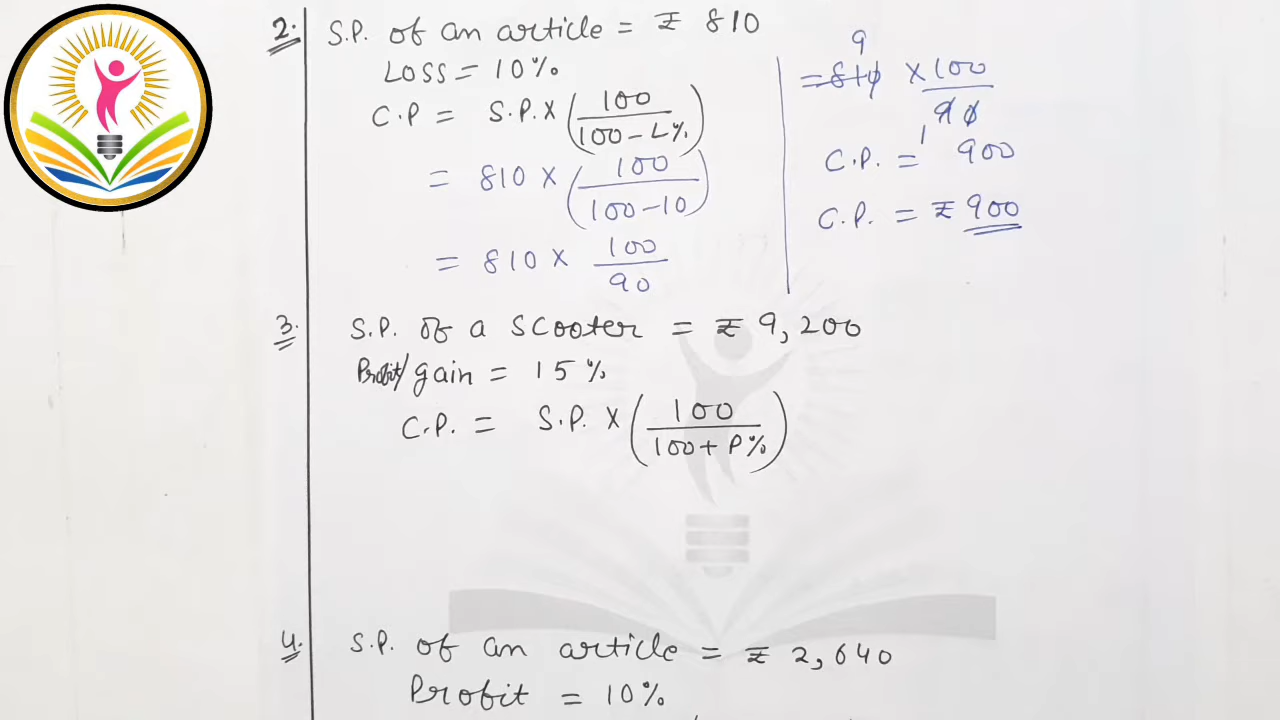 2. S.P. of an article = ₹ 810
Loss = 10%
C.P = S.P. × (100 / 100 - L%)
= 810 × (100 / 100 - 10)
= 810 × 100 / 90
9
= 810 × 100 / 90
1
C.P. = 900
C.P. = ₹ 900
3. S.P. of a Scooter = ₹ 9,200
Profit/gain = 15%
C.P. = S.P. × (100 / 100 + P%)
4. S.P. of an article = ₹ 2,640
Profit = 10%